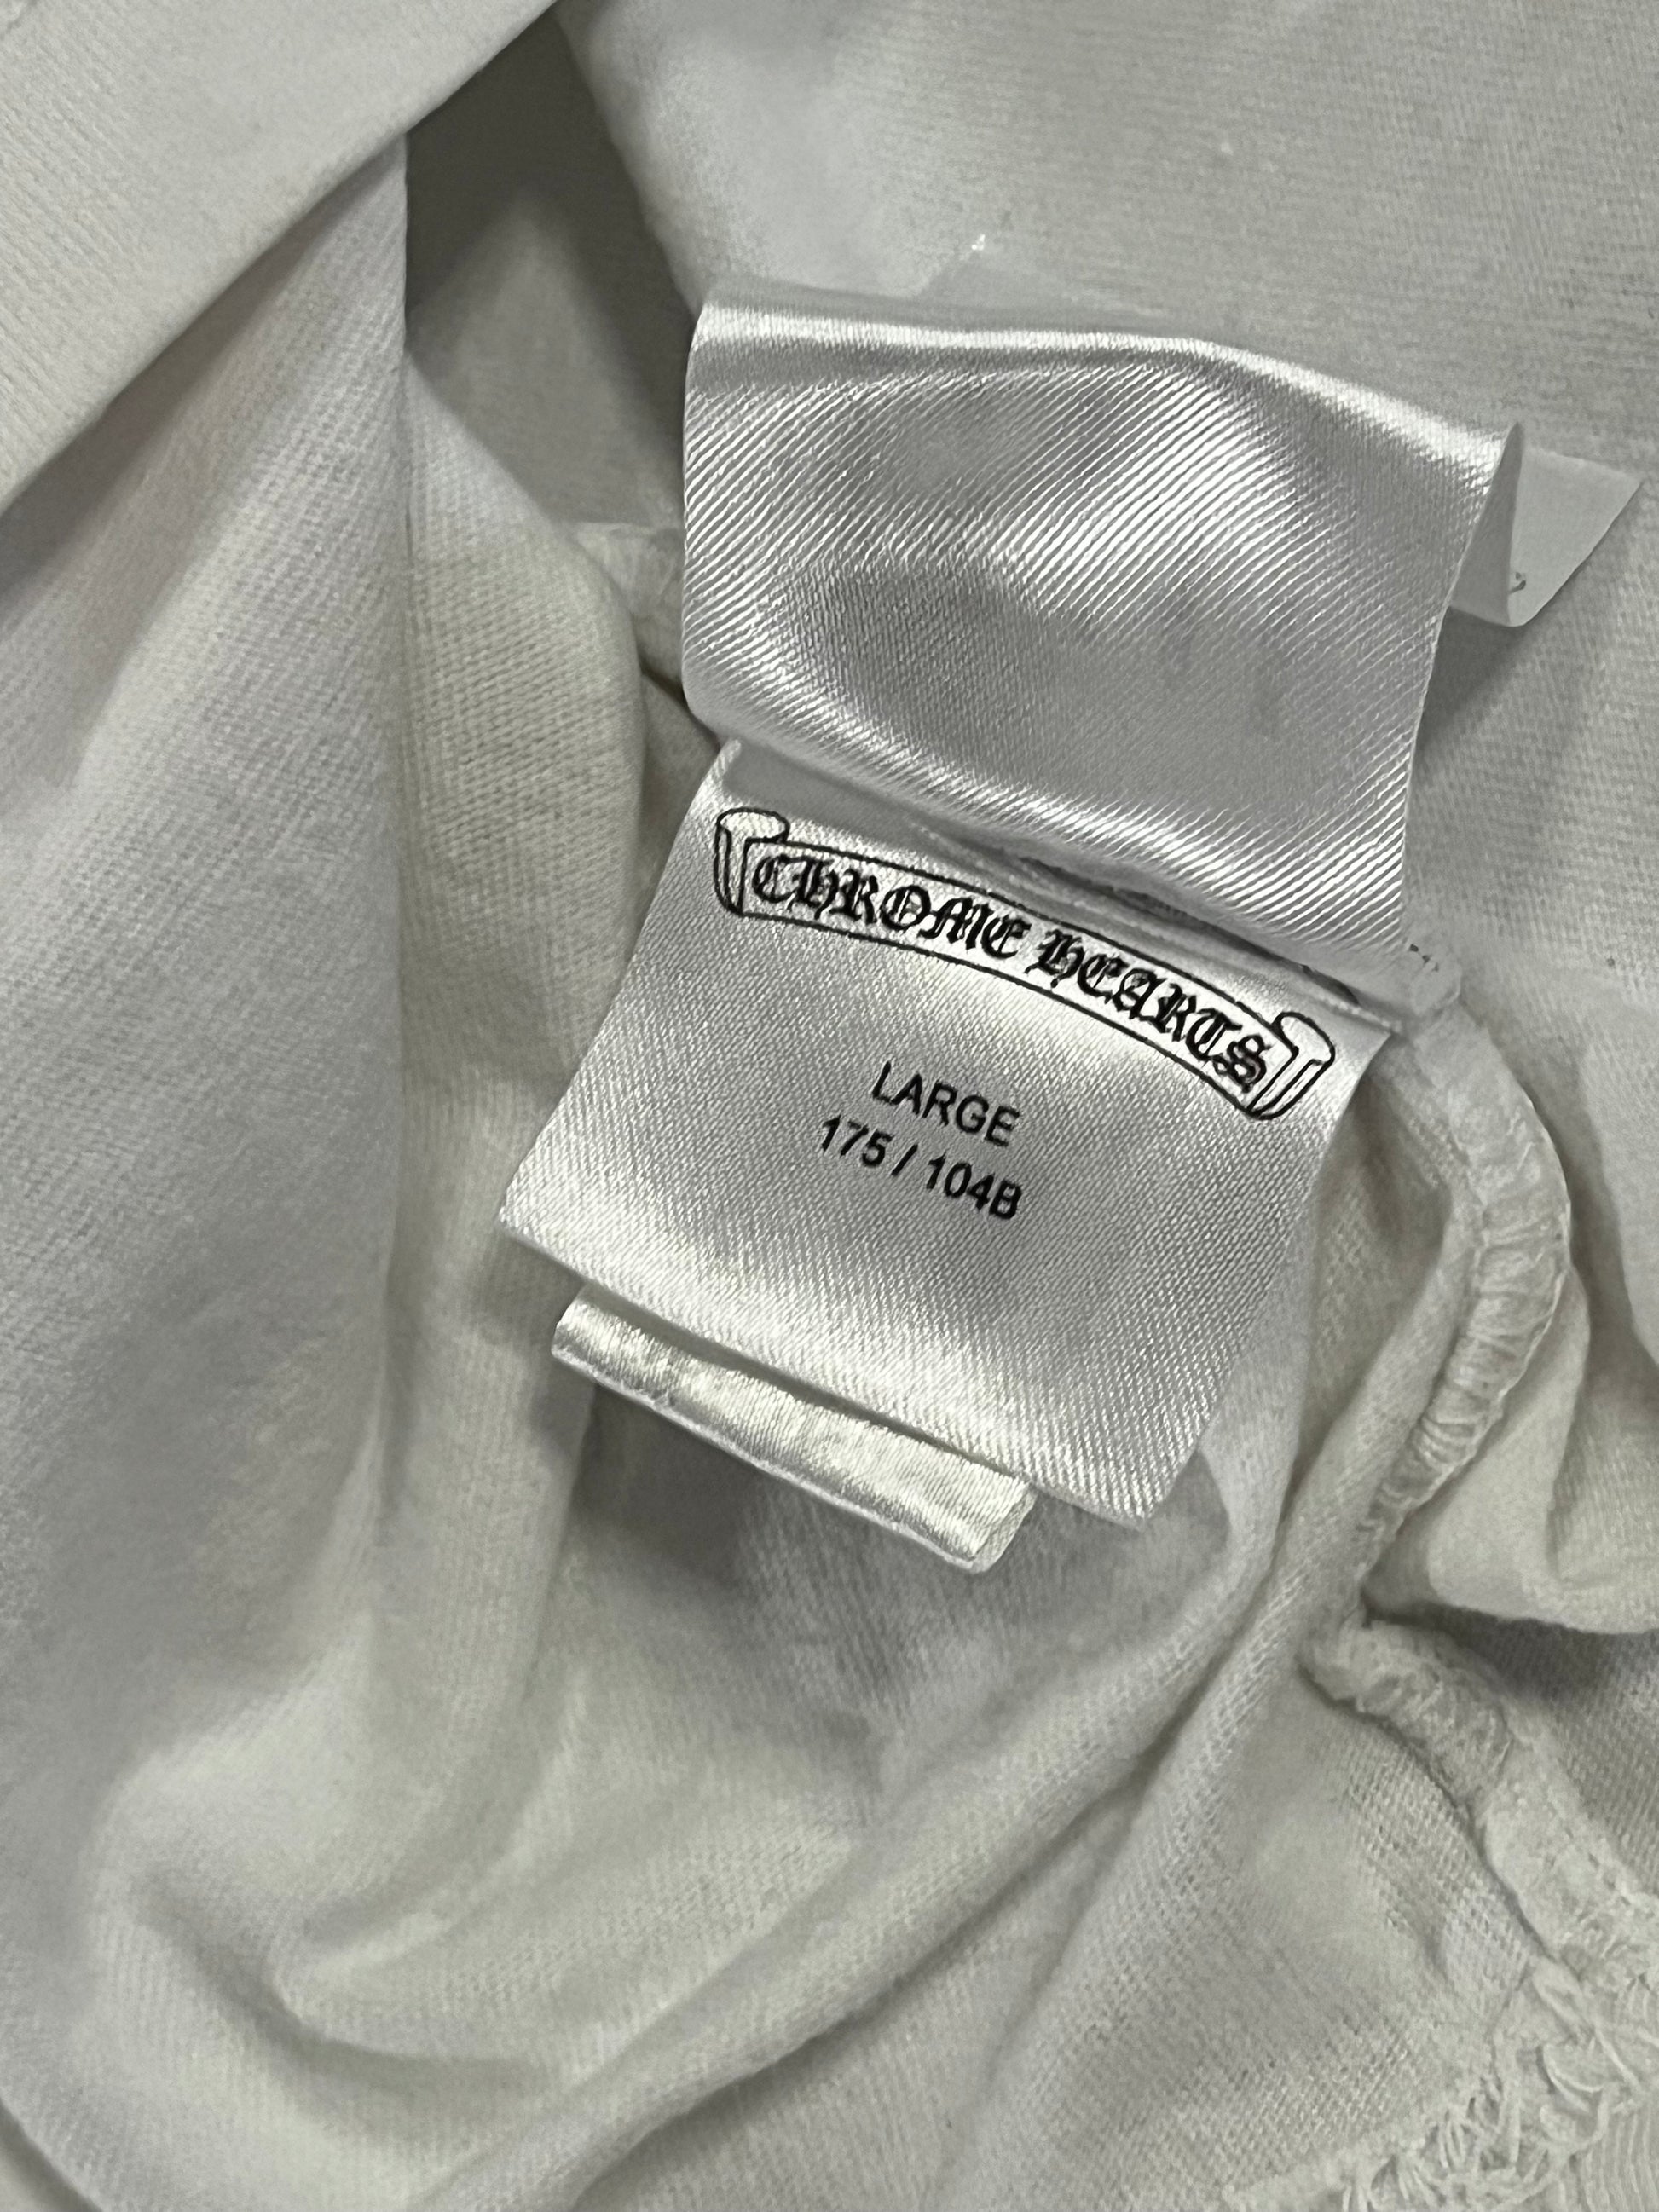 CHROME HEARTS
LARGE
175 / 104B